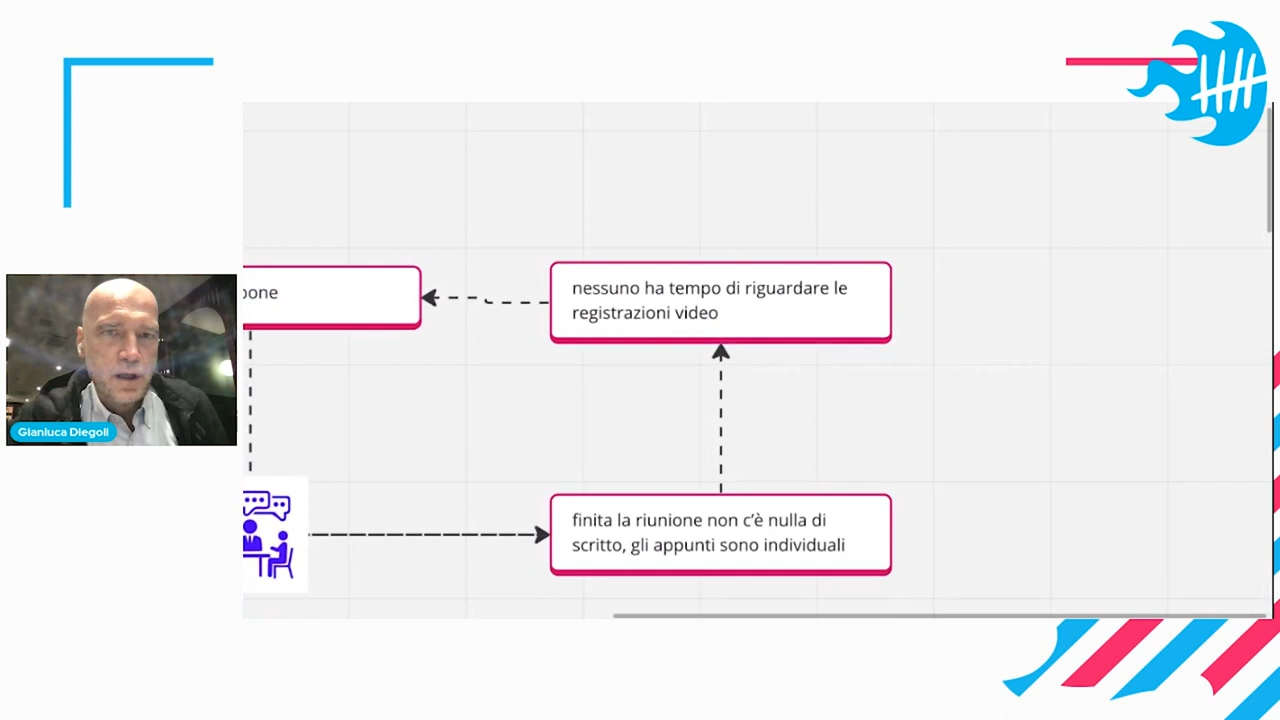 nessuno ha tempo di riguardare le
registrazioni video
Gianluca Diegoli
finita la riunione non c'è nulla di
scritto, gli appunti sono individuali